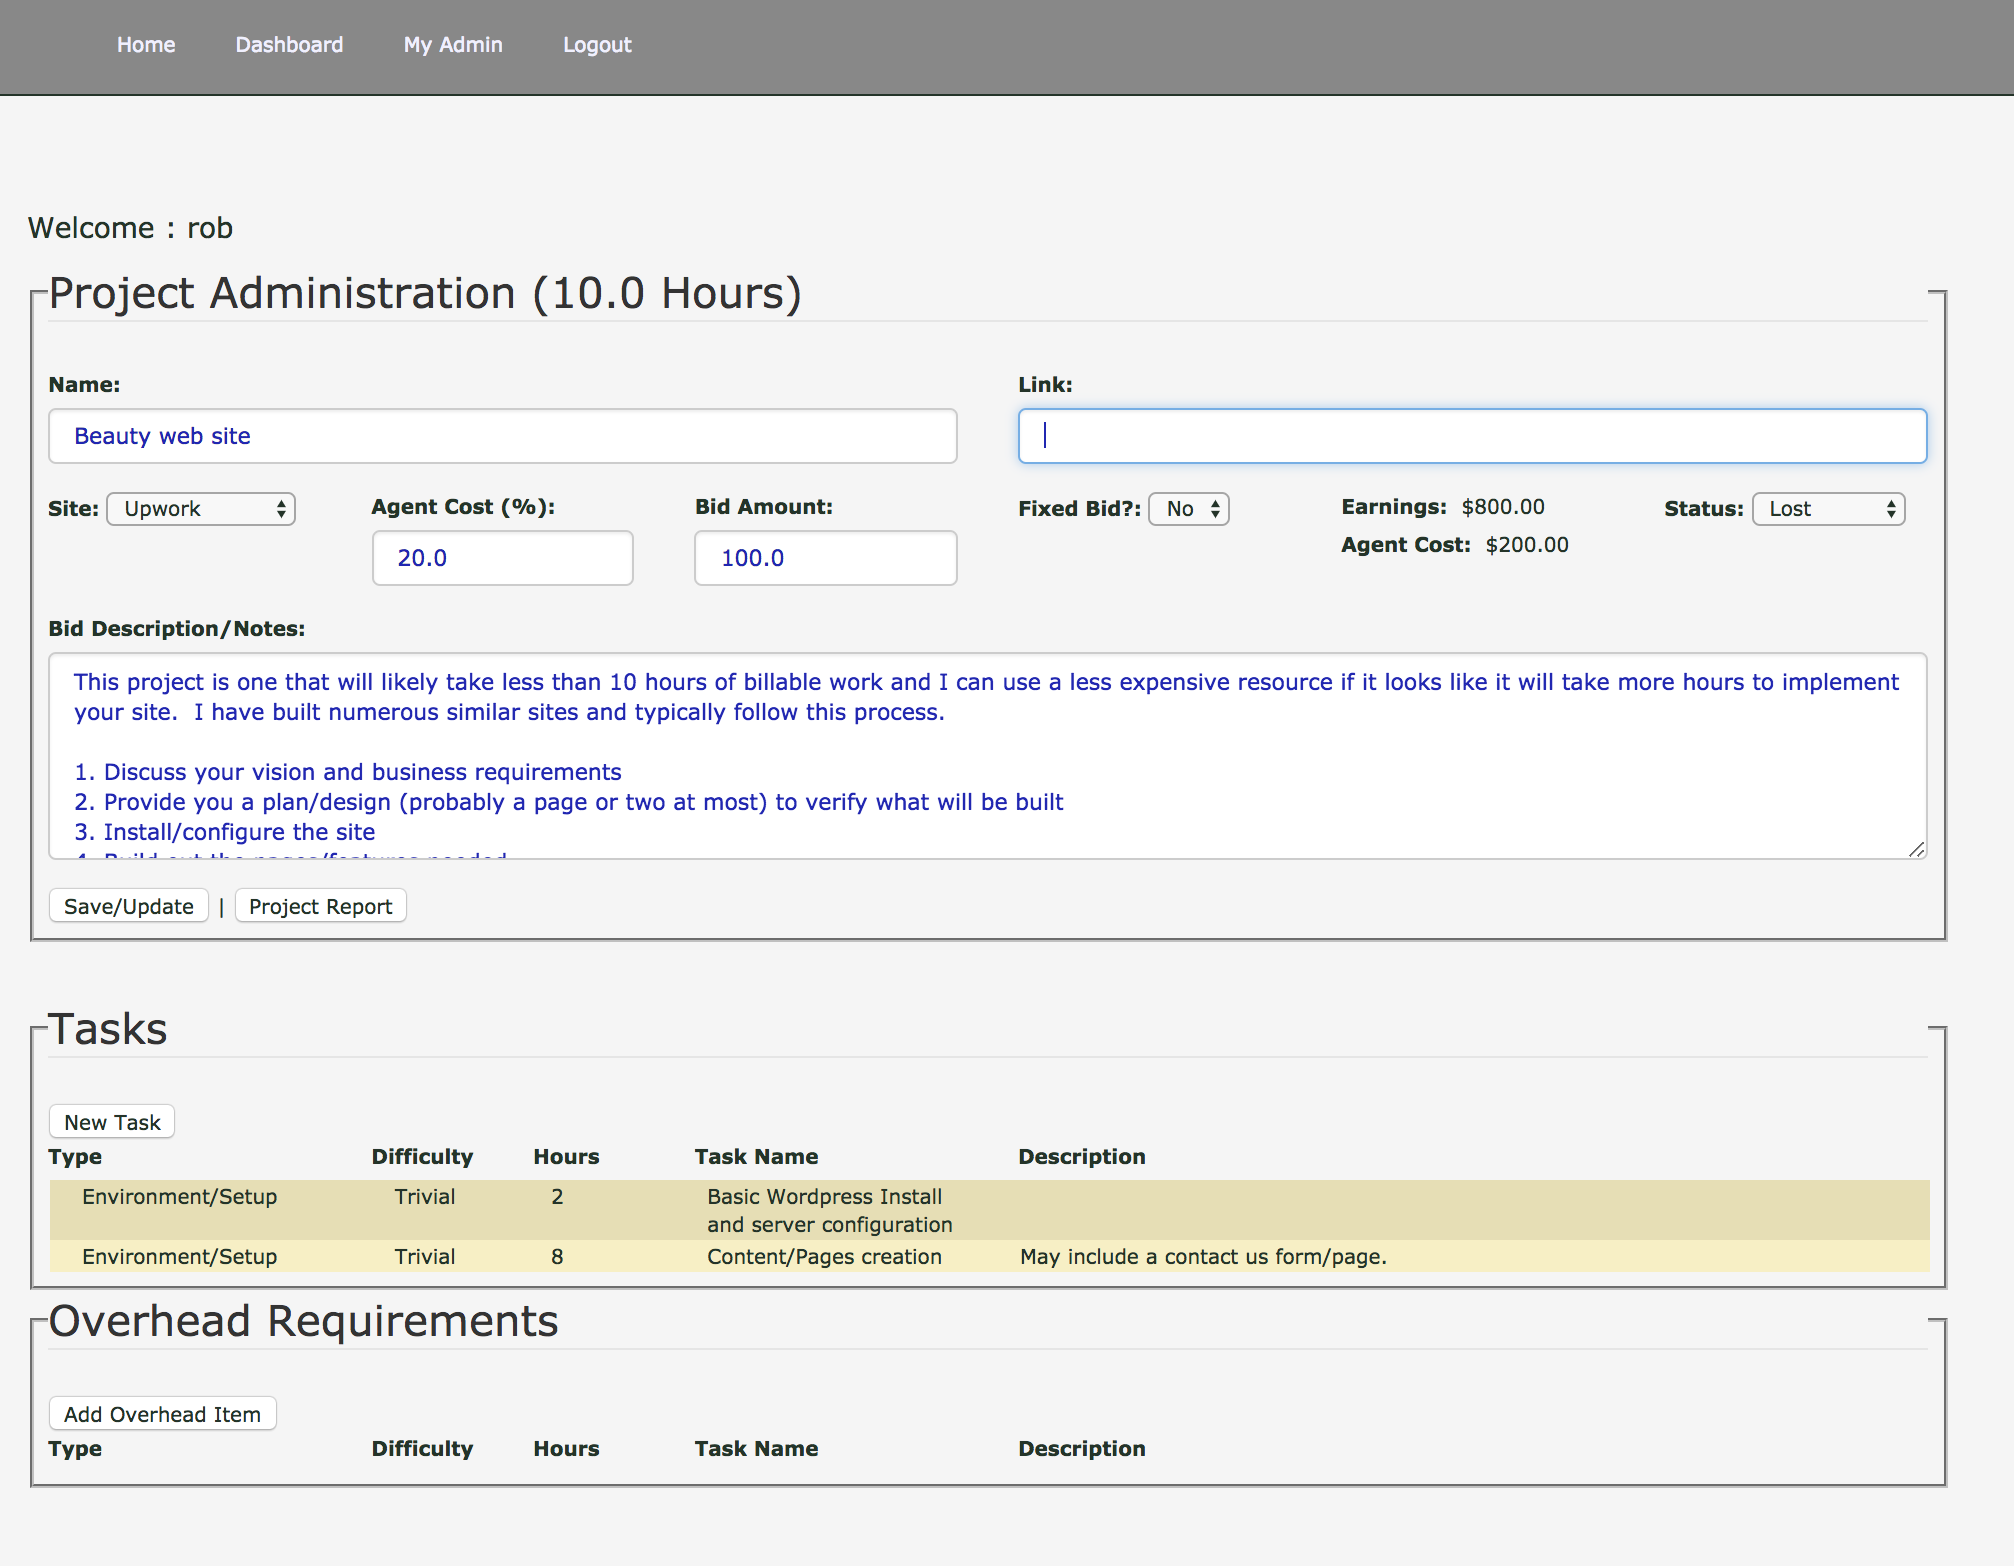 Home Dashboard My Admin Logout
Welcome : rob
Project Administration (10.0 Hours)
Name:
Beauty web site
Link:
Site: Upwork
Agent Cost (%):
20.0
Bid Amount:
100.0
Fixed Bid?: No
Earnings: $800.00
Agent Cost: $200.00
Status: Lost
Bid Description/Notes:
This project is one that will likely take less than 10 hours of billable work and I can use a less expensive resource if it looks like it will take more hours to implement
your site.  I have built numerous similar sites and typically follow this process.
1. Discuss your vision and business requirements
2. Provide you a plan/design (probably a page or two at most) to verify what will be built
3. Install/configure the site
4. Build out the pages/features needed
Save/Update | Project Report
Tasks
New Task
Type Difficulty Hours Task Name Description
Environment/Setup Trivial 2 Basic Wordpress Install
and server configuration
Environment/Setup Trivial 8 Content/Pages creation May include a contact us form/page.
Overhead Requirements
Add Overhead Item
Type Difficulty Hours Task Name Description